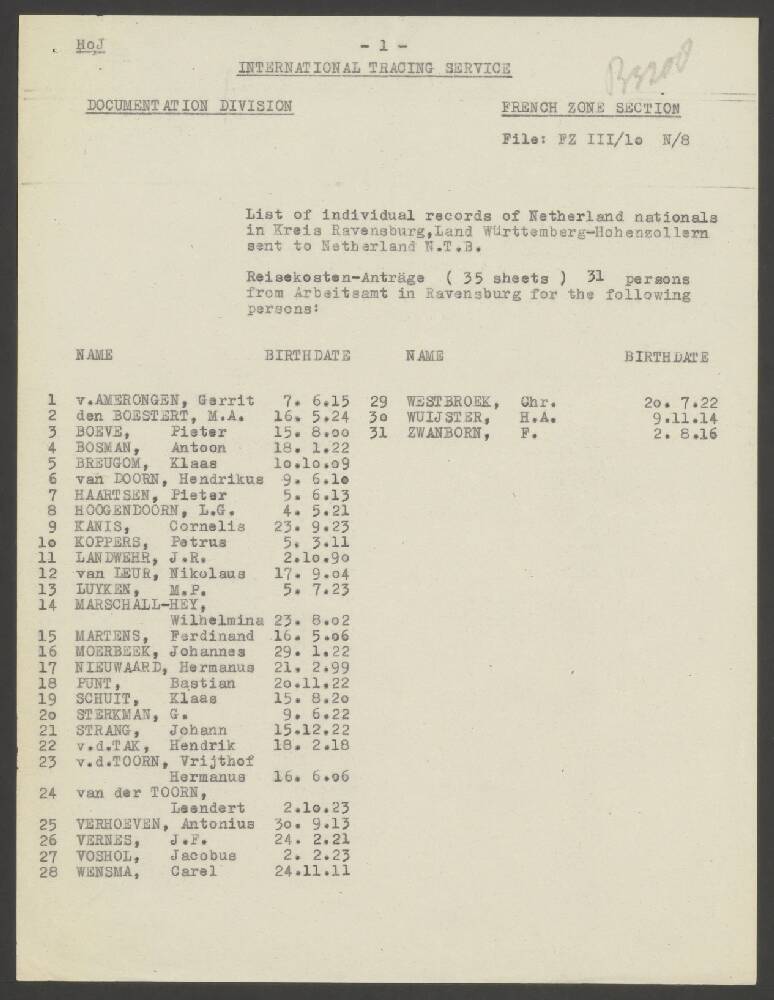 HoJ
- 1 -
INTERNATIONAL TRACING SERVICE
DOCUMENTATION DIVISION
FRENCH ZONE SECTION
File: FZ III/1o N/8
List of individual records of Netherland nationals
in Kreis Ravensburg,Land Württemberg-Hohenzollern
sent to Netherland N.T.B.
Reisekosten-Anträge ( 35 sheets ) 31 persons
from Arbeitsamt in Ravensburg for the following
persons:
NAME BIRTHDATE
1 v.AMERONGEN, Gerrit 7. 6.15
2 den BOESTERT, M.A. 16. 5.24
3 BOEVE, Pieter 15. 8.oo
4 BOSMAN, Antoon 18. 1.22
5 BREUGOM, Klaas 1o.1o.o9
6 van DOORN, Hendrikus 9. 6.1o
7 HAARTSEN, Pieter 5. 6.13
8 HOOGENDOORN, L.G. 4. 5.21
9 KANIS, Cornelis 23. 9.23
1o KOPPERS, Petrus 5. 3.11
11 LANDWEHR, J.R. 2.1o.9o
12 van LEUR, Nikolaus 17. 9.o4
13 LUYKEN, M.P. 5. 7.23
14 MARSCHALL-HEY,
Wilhelmina 23. 8.o2
15 MARTENS, Ferdinand 16. 5.o6
16 MOERBEEK, Johannes 29. 1.22
17 NIEUWAARD, Hermanus 21. 2.99
18 PUNT, Bastian 2o.11.22
19 SCHUIT, Klaas 15. 8.2o
2o STERKMAN, G. 9. 6.22
21 STRANG, Johann 15.12.22
22 v.d.TAK, Hendrik 18. 2.18
23 v.d.TOORN, Vrijthof
Hermanus 16. 6.o6
24 van der TOORN,
Leendert 2.1o.23
25 VERHOEVEN, Antonius 3o. 9.13
26 VERNES, J.F. 24. 2.21
27 VOSHOL, Jacobus 2. 2.23
28 WENSMA, Carel 24.11.11
NAME BIRTHDATE
29 WESTBROEK, Chr. 2o. 7.22
3o WUIJSTER, H.A. 9.11.14
31 ZWANBORN, F. 2. 8.16